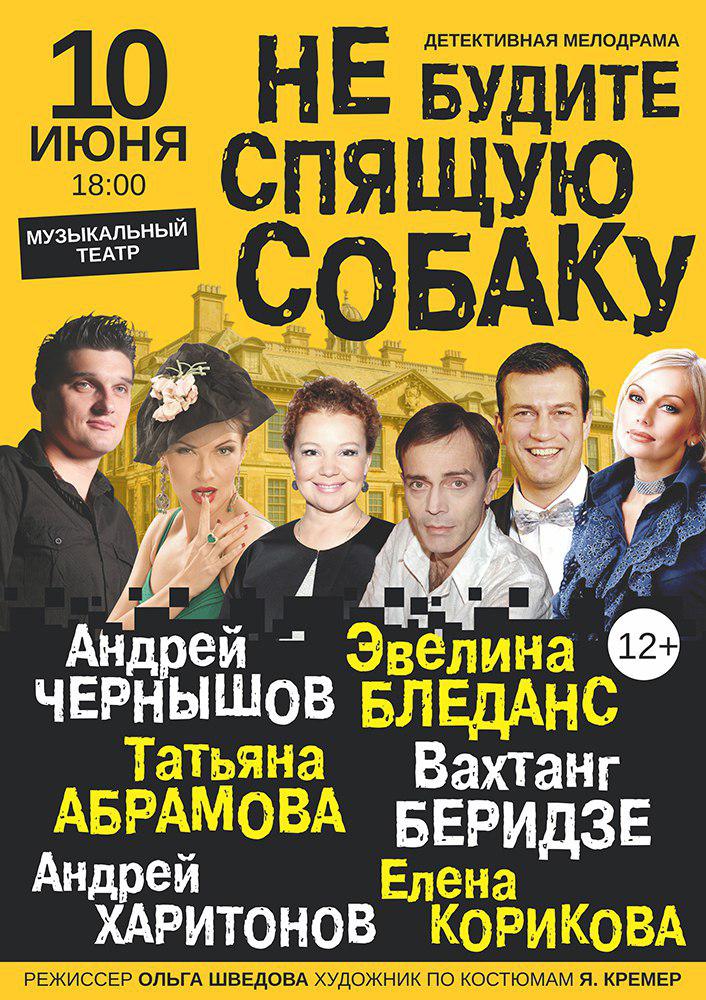 10
ИЮНЯ
18:00
МУЗЫКАЛЬНЫЙ
ТЕАТР
ДЕТЕКТИВНАЯ МЕЛОДРАМА
НЕ БУДИТЕ
СПЯЩУЮ
СОБАКУ
12+
Андрей
ЧЕРНЫШОВ
Эвелина
БЛЕДАНС
Татьяна
АБРАМОВА
Вахтанг
БЕРИДЗЕ
Андрей
ХАРИТОНОВ
Елена
КОРИКОВА
РЕЖИССЕР ОЛЬГА ШВЕДОВА ХУДОЖНИК ПО КОСТЮМАМ Я. КРЕМЕР